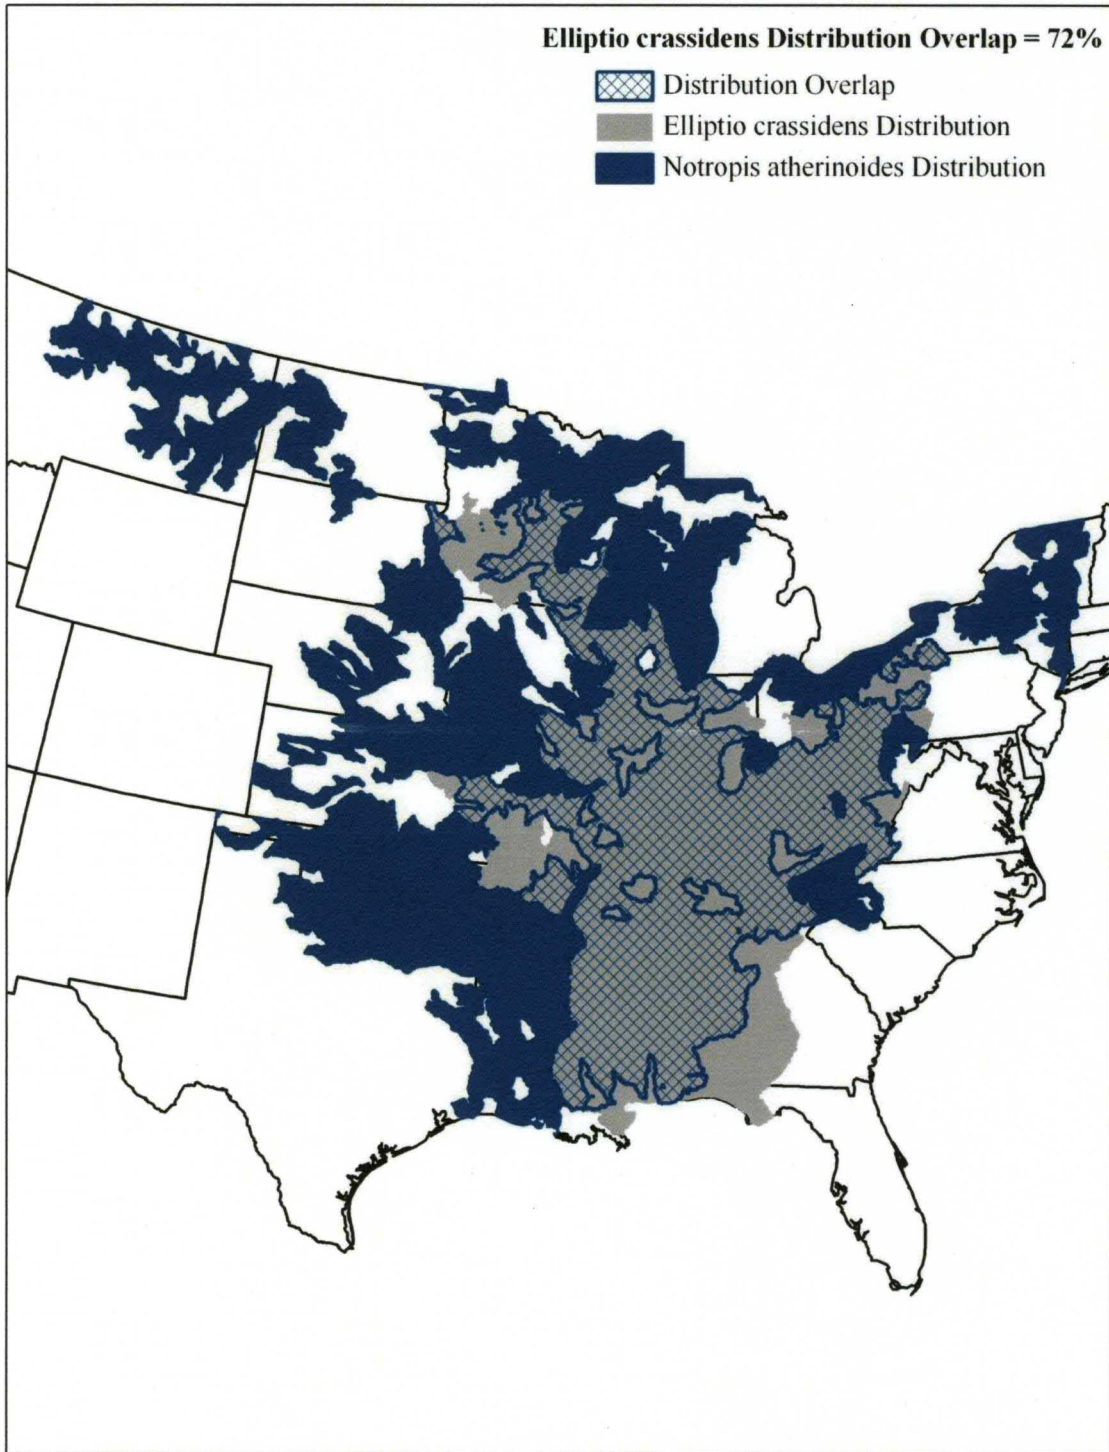 Elliptio crassidens Distribution Overlap = 72%
Distribution Overlap
Elliptio crassidens Distribution
Notropis atherinoides Distribution